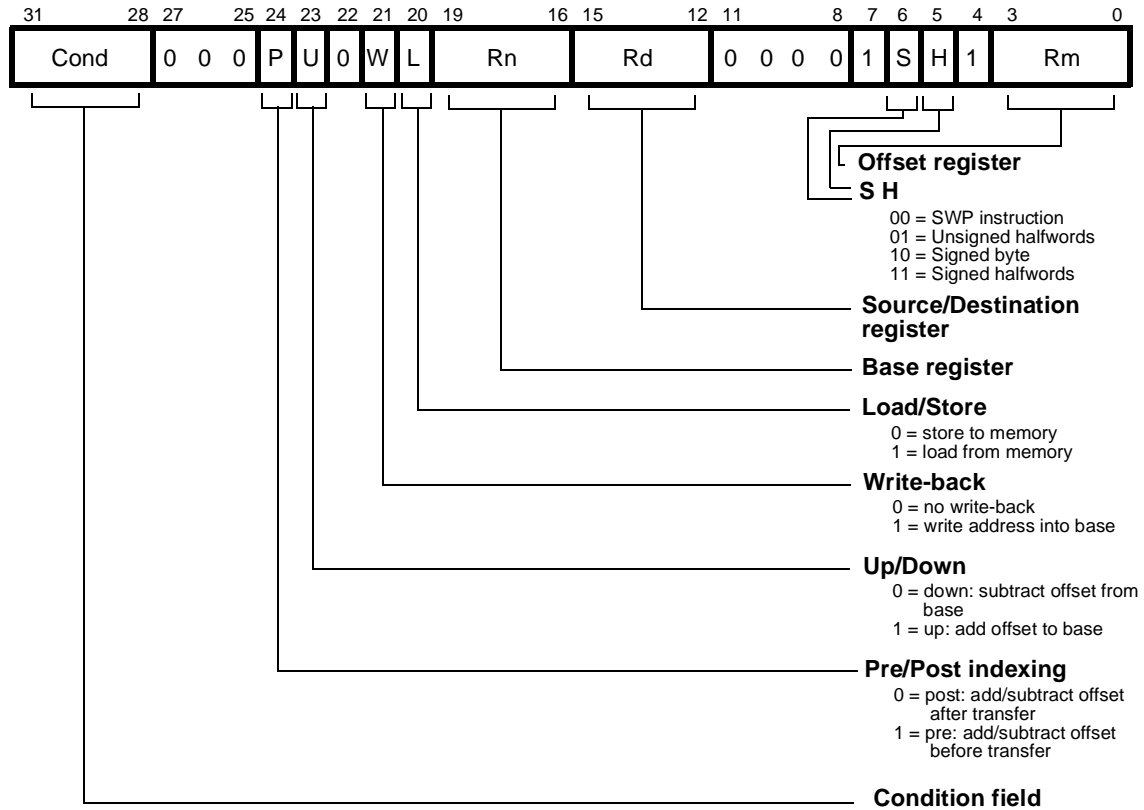 31 28 27 25 24 23 22 21 20 19 16 15 12 11 8 7 6 5 4 3 0
Cond 0 0 0 P U 0 W L Rn Rd 0 0 0 0 1 S H 1 Rm
Offset register
S H
00 = SWP instruction
01 = Unsigned halfwords
10 = Signed byte
11 = Signed halfwords
Source/Destination
register
Base register
Load/Store
0 = store to memory
1 = load from memory
Write-back
0 = no write-back
1 = write address into base
Up/Down
0 = down: subtract offset from
base
1 = up: add offset to base
Pre/Post indexing
0 = post: add/subtract offset
after transfer
1 = pre: add/subtract offset
before transfer
Condition field